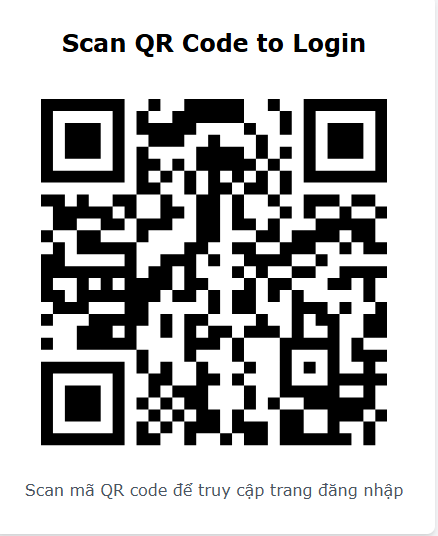 Scan QR Code to Login
Scan mã QR code để truy cập trang đăng nhập